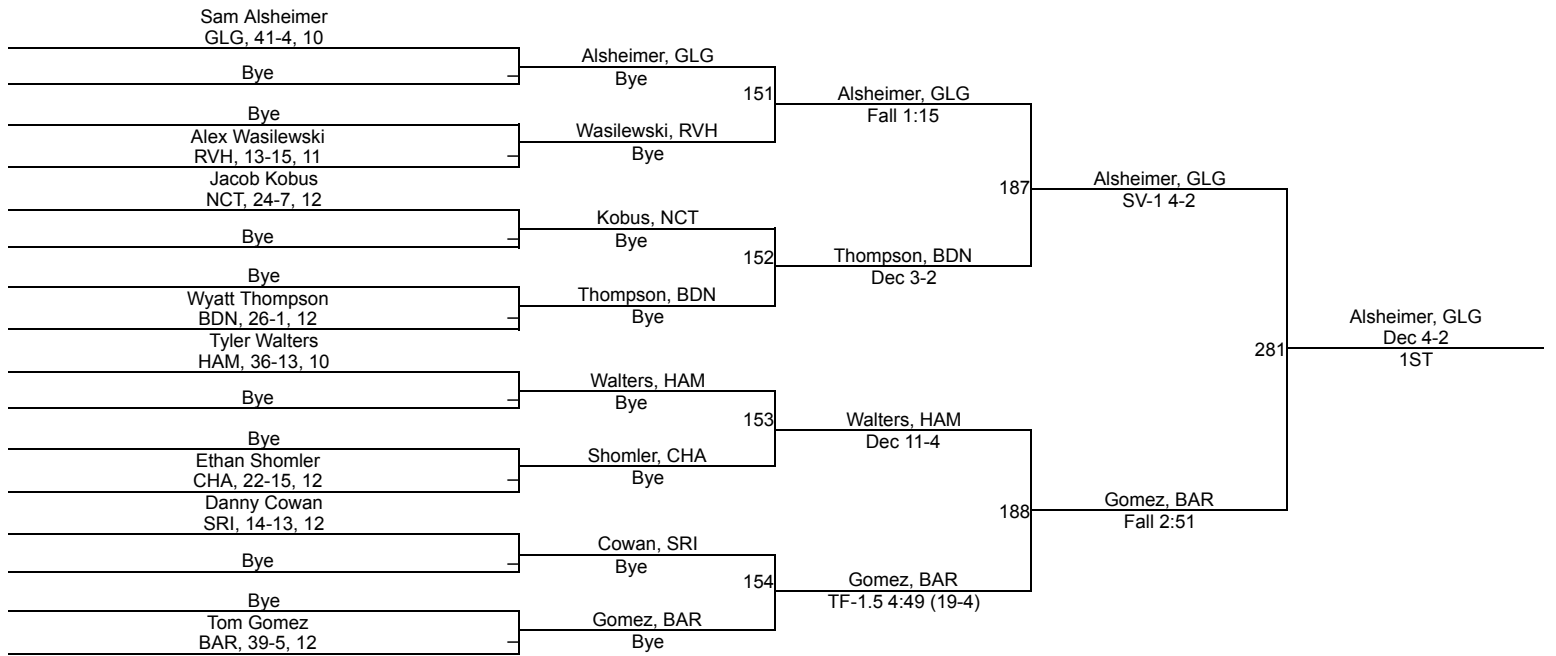 Sam Alsheimer
GLG, 41-4, 10
Bye
Bye
Alex Wasilewski
RVH, 13-15, 11
Jacob Kobus
NCT, 24-7, 12
Bye
Bye
Wyatt Thompson
BDN, 26-1, 12
Tyler Walters
HAM, 36-13, 10
Bye
Bye
Ethan Shomler
CHA, 22-15, 12
Danny Cowan
SRI, 14-13, 12
Bye
Bye
Tom Gomez
BAR, 39-5, 12
Alsheimer, GLG
Bye
Wasilewski, RVH
Bye
Kobus, NCT
Bye
Thompson, BDN
Bye
Walters, HAM
Bye
Shomler, CHA
Bye
Cowan, SRI
Bye
Gomez, BAR
Bye
151
152
153
154
Alsheimer, GLG
Fall 1:15
Thompson, BDN
Dec 3-2
Walters, HAM
Dec 11-4
Gomez, BAR
TF-1.5 4:49 (19-4)
187
188
Alsheimer, GLG
SV-1 4-2
Gomez, BAR
Fall 2:51
281
Alsheimer, GLG
Dec 4-2
1ST